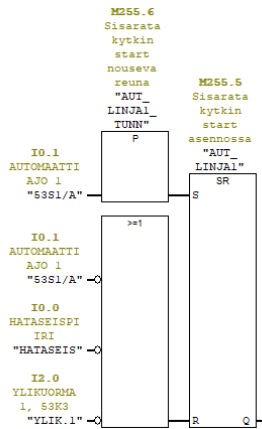 M255.6
Sisarata
kytkin
start
nouseva
reuna
"AUT_
LINJA1_
TUNN"
P
M255.5
Sisarata
kytkin
start
asennossa
"AUT_
LINJA1"
SR
I0.1
AUTOMAATTI
AJO 1
"53S1/A"
S
>=1
I0.1
AUTOMAATTI
AJO 1
"53S1/A"
I0.0
HATASEISPI
IRI
"HATASEIS"
I2.0
YLIKUORMA
1, 53K3
"YLIK.1"
R
Q